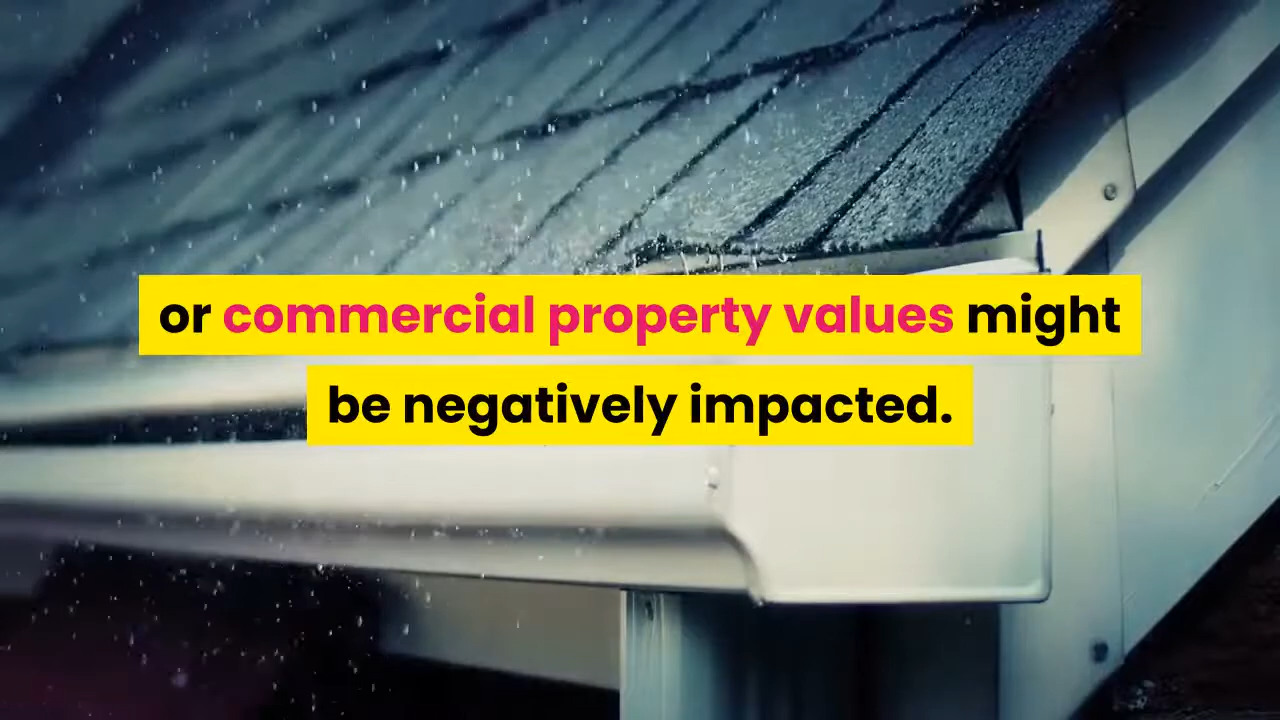 or commercial property values might
be negatively impacted.